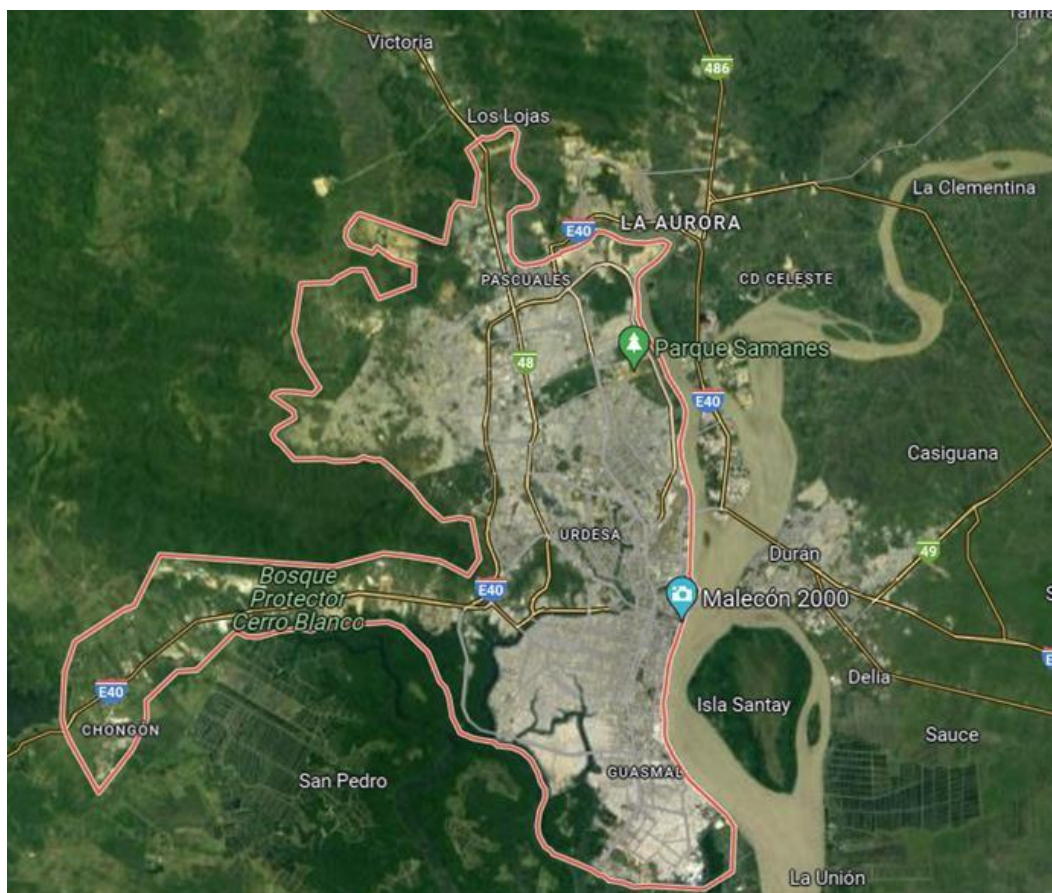 Victoria
486
Los Lojas
La Clementina
LA AURORA
E40
PASCUALES
CD CELESTE
Parque Samanes
48
E40
Casiguana
URDESA
49
Durán
Bosque
Protector
Cerro Blanco
E40
Malecón 2000
E40
Isla Santay
Delia
CHONGÓN
Sauce
San Pedro
GUASMAL
La Unión